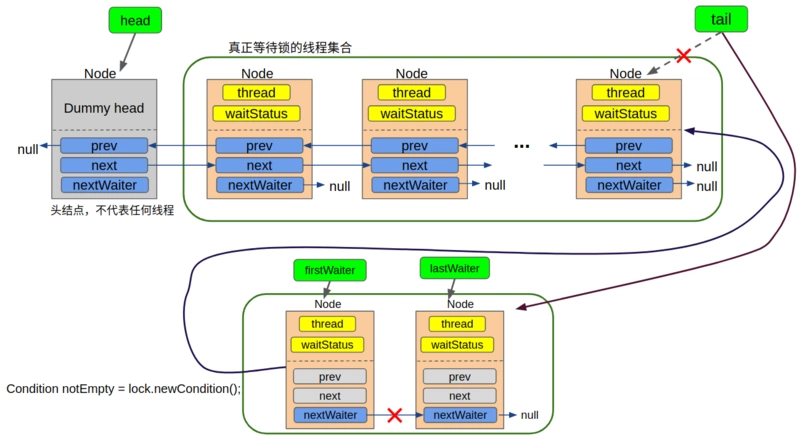 head
tail
真正等待锁的线程集合
Node
Node
Node
Node
Dummy head
thread
thread
thread
waitStatus
waitStatus
waitStatus
null
prev
prev
prev
...
prev
next
next
next
next
null
nextWaiter
nextWaiter
null
nextWaiter
null
nextWaiter
null
头结点，不代表任何线程
firstWaiter
lastWaiter
Node
Node
thread
thread
waitStatus
waitStatus
prev
prev
next
next
Condition notEmpty = lock.newCondition();
nextWaiter
nextWaiter
null